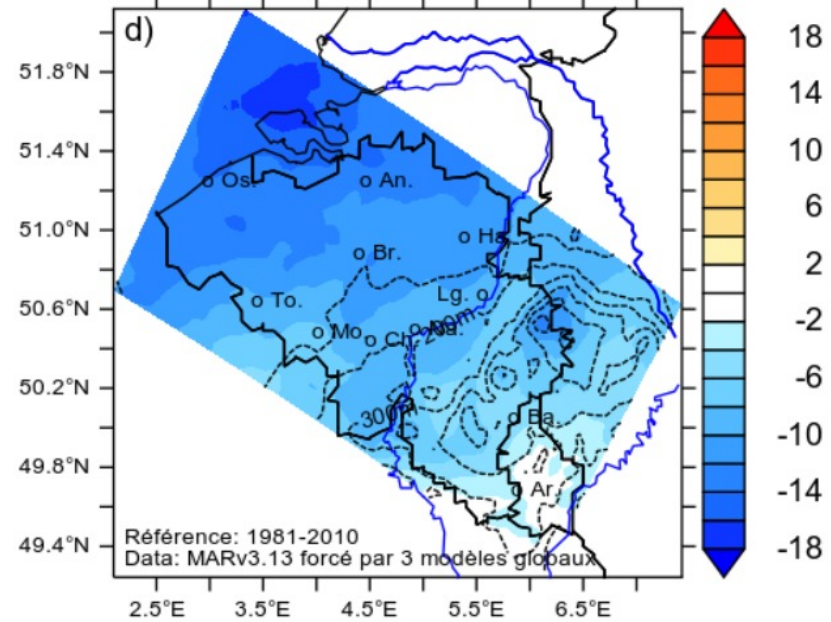 d)
18
14
10
6
2
-2
-6
-10
-14
-18
51.8°N
51.4°N
51.0°N
50.6°N
50.2°N
49.8°N
49.4°N
Os.
An.
Ha.
Br.
Lg.
To.
Mo.
Ch.
Na.
200m
300m
Ba.
Ar.
Référence: 1981-2010
Data: MARv3.13 forcé par 3 modèles globaux
2.5°E
3.5°E
4.5°E
5.5°E
6.5°E